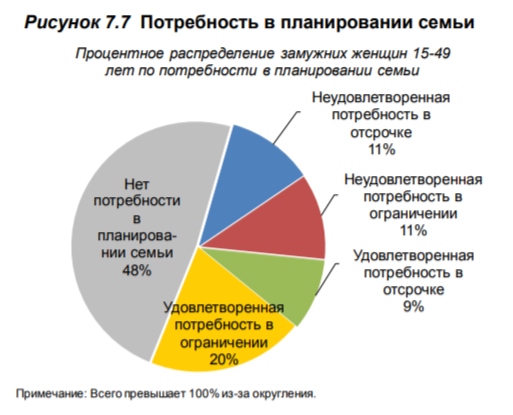 Рисунок 7.7 Потребность в планировании семьи
Процентное распределение замужних женщин 15-49
лет по потребности в планировании семьи
Неудовлетворенная
потребность в
отсрочке
11%
Неудовлетворенная
потребность в
ограничении
11%
Удовлетворенная
потребность в
отсрочке
9%
Удовлетворенная
потребность в
ограничении
20%
Нет
потребности
в
планирова-
нии семьи
48%
Примечание: Всего превышает 100% из-за округления.